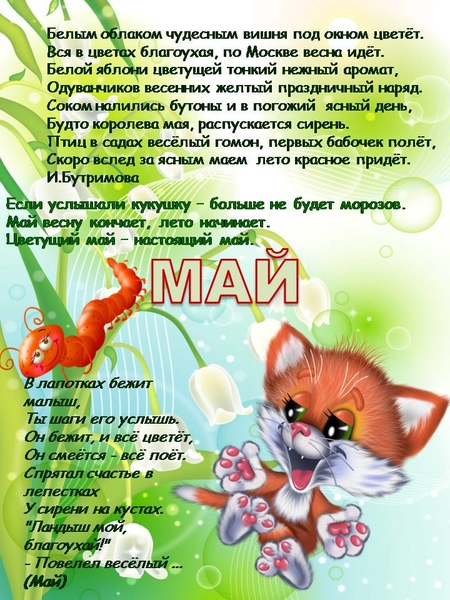 Белым облаком чудесным вишня под окном цветёт.
Вся в цветах благоухая, по Москве весна идёт.
Белой яблони цветущей тонкий нежный аромат,
Одуванчиков весенних желтый праздничный наряд.
Соком налились бутоны и в погожий ясный день,
Будто королева мая, распускается сирень.
Птиц в садах весёлый гомон, первых бабочек полёт,
Скоро вслед за ясным маем лето красное придёт.
И.Бутримова
Если услышали кукушку – больше не будет морозов.
Май весну кончает, лето начинает.
Цветущий май – настоящий май.
МАЙ
В лапотках бежит
малыш,
Ты шаги его услышь.
Он бежит, и всё цветёт,
Он смеётся - всё поёт.
Спрятал счастье в
лепестках
У сирени на кустах.
"Ландыш мой,
благоухай!"
- Повелел весёлый ...
(Май)